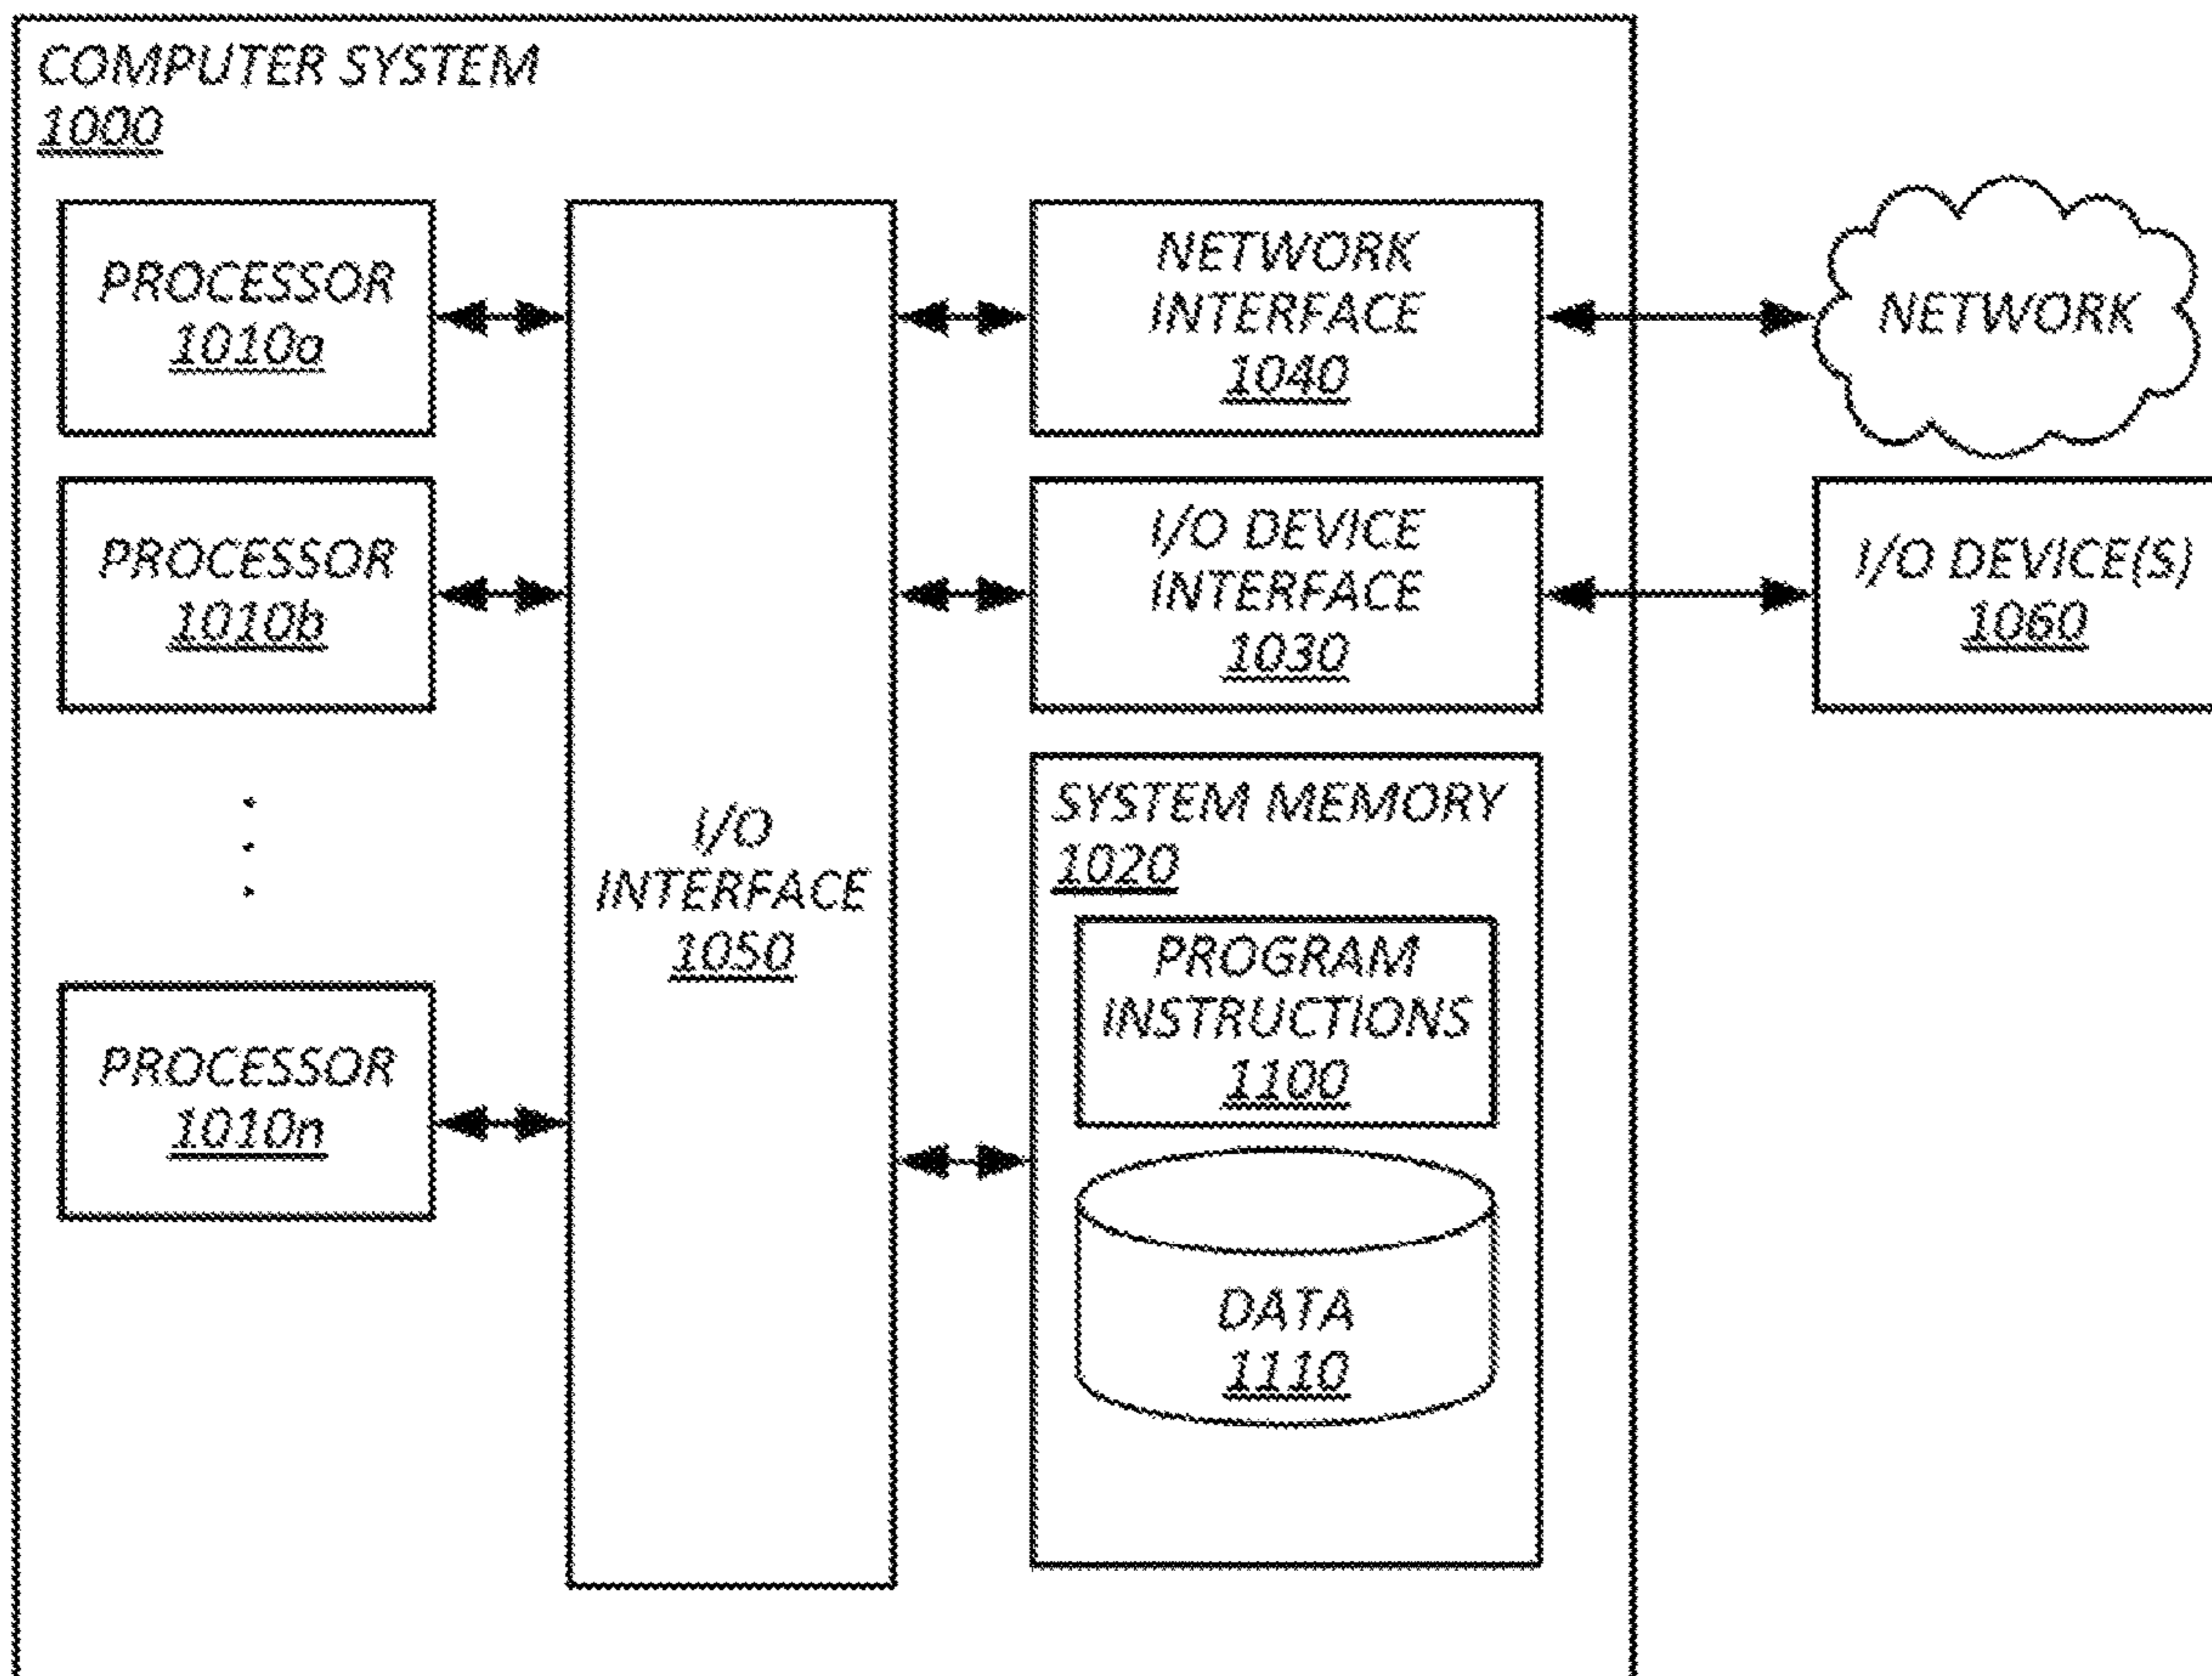 COMPUTER SYSTEM
1000
PROCESSOR
1010a
PROCESSOR
1010b
PROCESSOR
1010n
I/O
INTERFACE
1050
NETWORK
INTERFACE
1040
I/O DEVICE
INTERFACE
1030
SYSTEM MEMORY
1020
PROGRAM
INSTRUCTIONS
1100
DATA
1110
NETWORK
I/O DEVICE(S)
1060